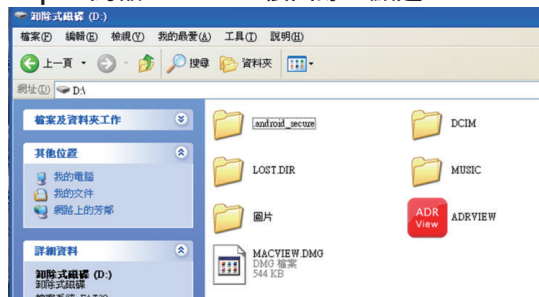 卸除式磁碟 (D:)
檔案(F) 編輯(E) 檢視(V) 我的最愛(A) 工具(T) 說明(H)
上一頁 搜尋 資料夾
網址(D) D:\
檔案及資料夾工作
其他位置
我的電腦
我的文件
網路上的芳鄰
詳細資料
卸除式磁碟 (D:)
卸除式磁碟
.android_secure
DCIM
LOST.DIR
MUSIC
圖片
ADR View
ADRVIEW
MACVIEW.DMG
DMG 檔案
544 KB